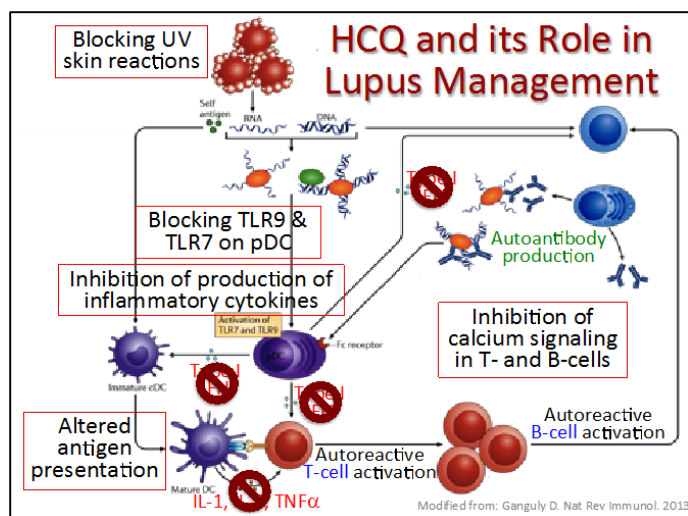 HCQ and its Role in
Lupus Management
Blocking UV
skin reactions
Self
antigen
RNA
DNA
Blocking TLR9 &
TLR7 on pDC
Inhibition of production of
inflammatory cytokines
Autoantibody
production
Activation of
TLR7 and TLR9
Fc receptor
pDC
Inhibition of
calcium signaling
in T- and B-cells
Immature cDC
Altered
antigen
presentation
Mature DC
IL-1, TNFα
Autoreactive
T-cell activation
Autoreactive
B-cell activation
Modified from: Ganguly D. Nat Rev Immunol. 2013